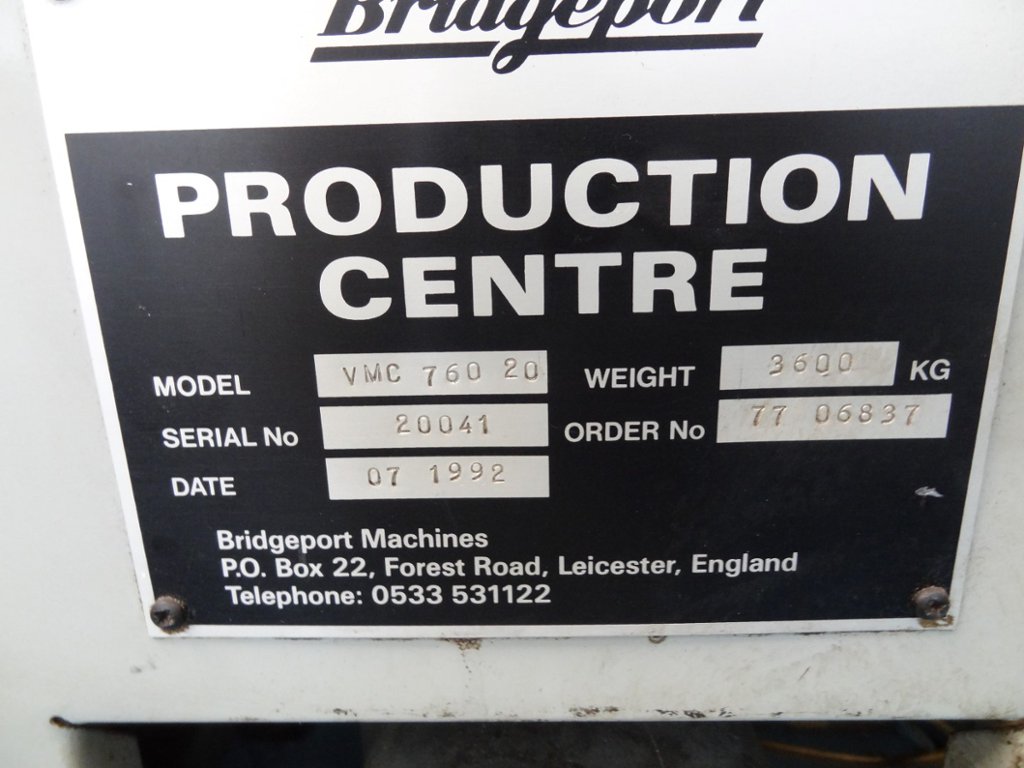 Bridgeport
PRODUCTION
CENTRE
MODEL VMC 760 20 WEIGHT 3600 KG
SERIAL No 20041 ORDER No 77 06837
DATE 07 1992
Bridgeport Machines
P.O. Box 22, Forest Road, Leicester, England
Telephone: 0533 531122